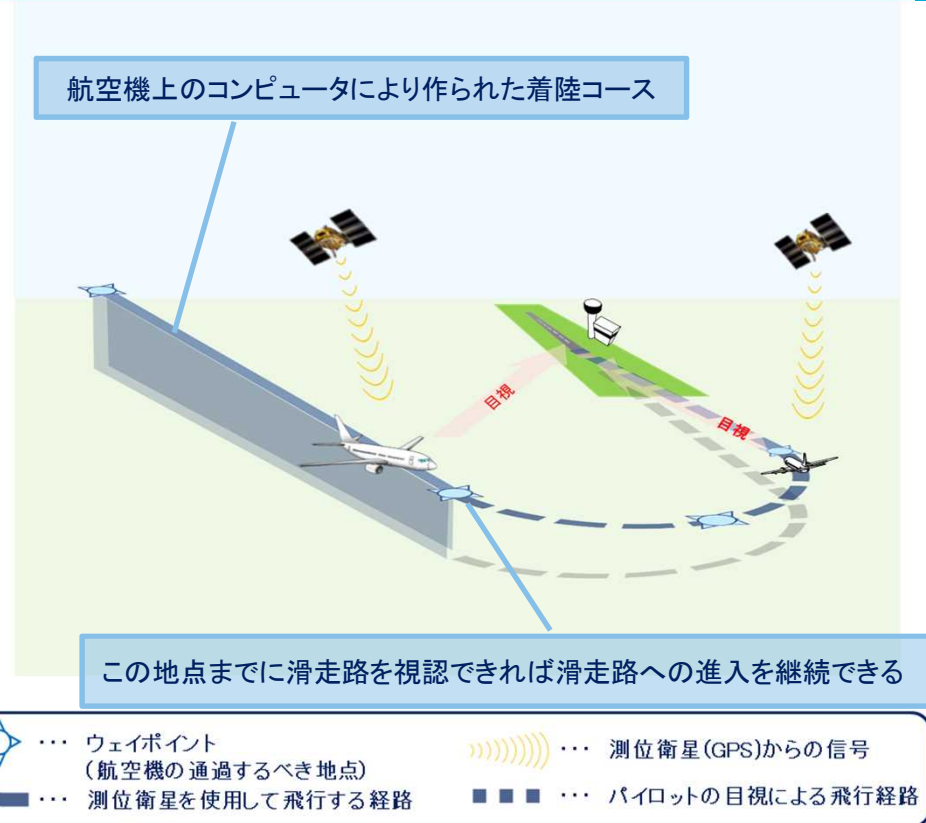 航空機上のコンピュータにより作られた着陸コース
目視
目視
この地点までに滑走路を視認できれば滑走路への進入を継続できる
･･･ ウェイポイント
(航空機の通過するべき地点)
･･･ 測位衛星を使用して飛行する経路
･･･ 測位衛星(GPS)からの信号
･･･ パイロットの目視による飛行経路